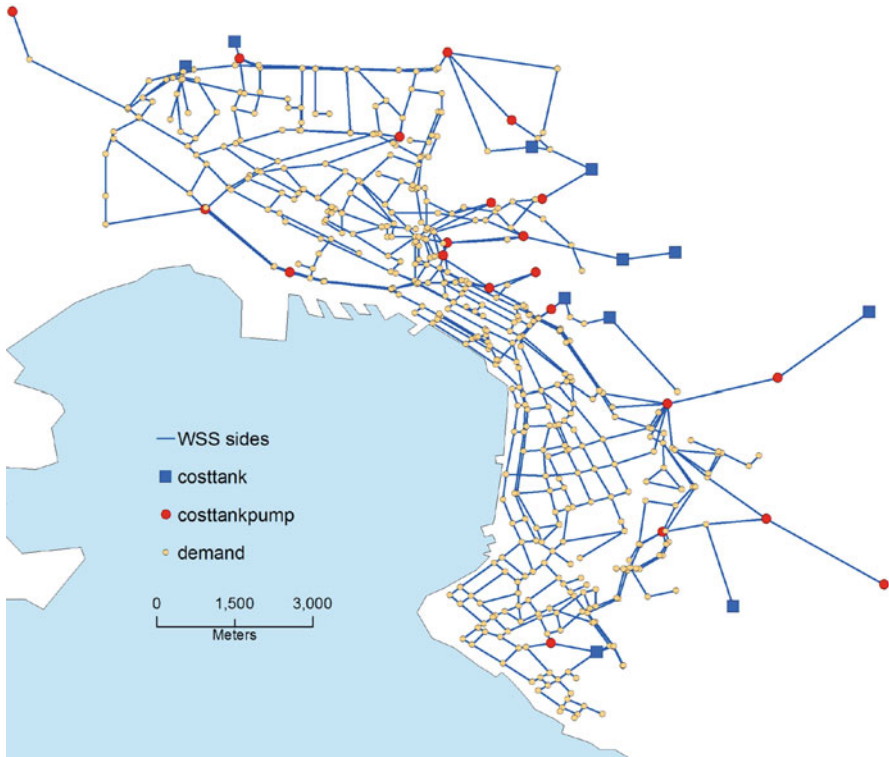 WSS sides
costtank
costtankpump
demand
0 1,500 3,000
Meters